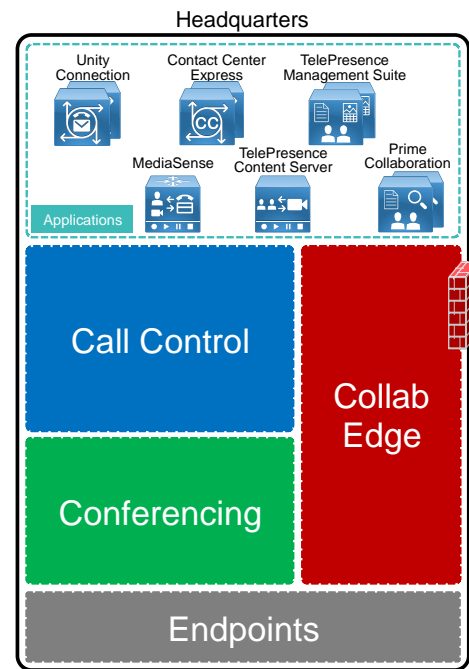 Headquarters
Unity
Connection
Contact Center
Express
TelePresence
Management Suite
CC
MediaSense
TelePresence
Content Server
Prime
Collaboration
Applications
Call Control
Collab
Edge
Conferencing
Endpoints